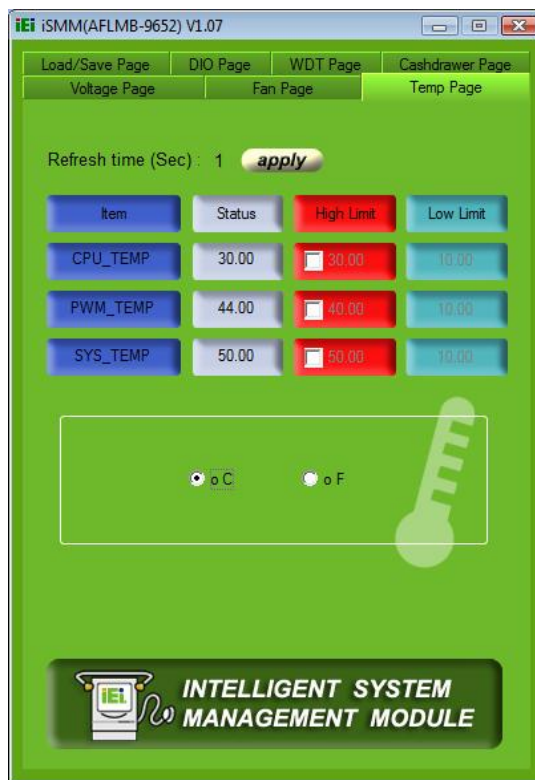 iEi iSMM(AFLMB-9652) V1.07
Load/Save Page DIO Page WDT Page Cashdrawer Page
Voltage Page Fan Page Temp Page
Refresh time (Sec) : 1 apply
Item Status High Limit Low Limit
CPU_TEMP 30.00 30.00 10.00
PWM_TEMP 44.00 40.00 10.00
SYS_TEMP 50.00 50.00 10.00
o C o F
iEi
INTELLIGENT SYSTEM
MANAGEMENT MODULE